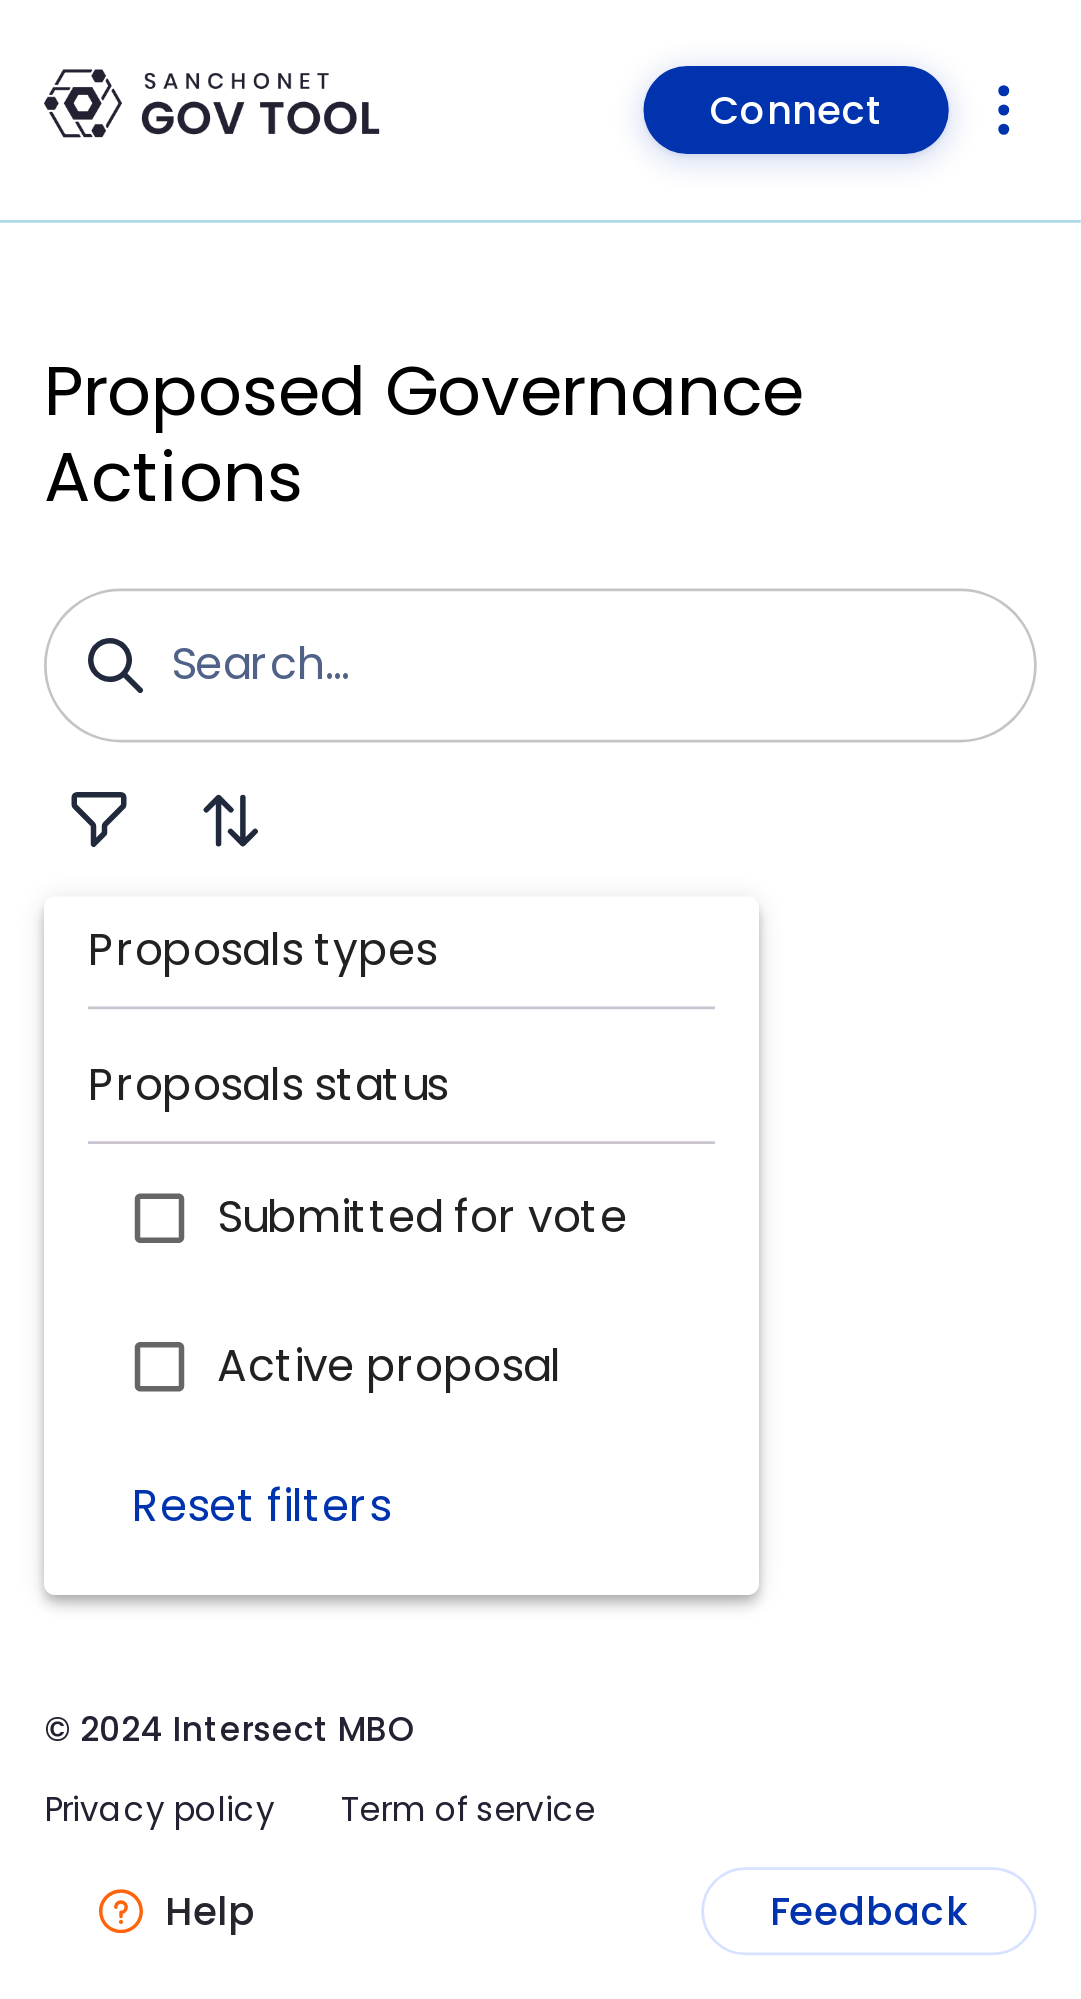 SANCHONET
GOV TOOL
Connect
Proposed Governance
Actions
Search...
Proposals types
Proposals status
Submitted for vote
Active proposal
Reset filters
© 2024 Intersect MBO
Privacy policy Term of service
Help
Feedback